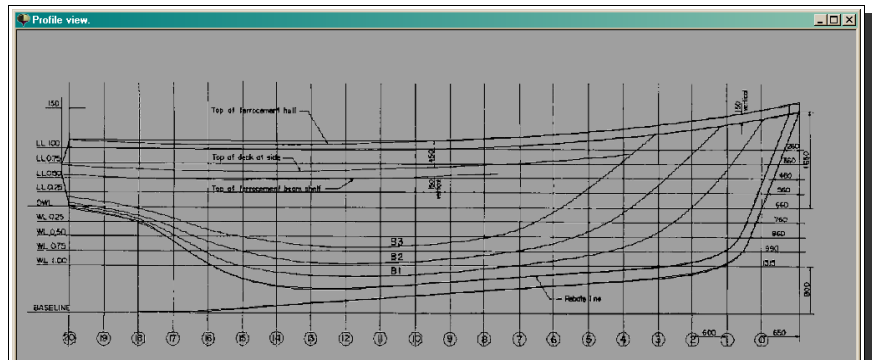 Profile view.
150
Top of ferrocement hull
150
vertical
LL 1.00
LL 0.75
Top of deck at side
LL 0.50
Top of ferrocement beam shelf
vertical
LL 0.25
DWL
560
660
WL 0.25
760
WL 0.50
B3
860
WL 0.75
B2
990
WL 1.00
B1
BASELINE
Rabate line
20 19 18 17 16 15 14 13 12 11 10 9 8 7 6 5 4 3 2 1 0
600
650